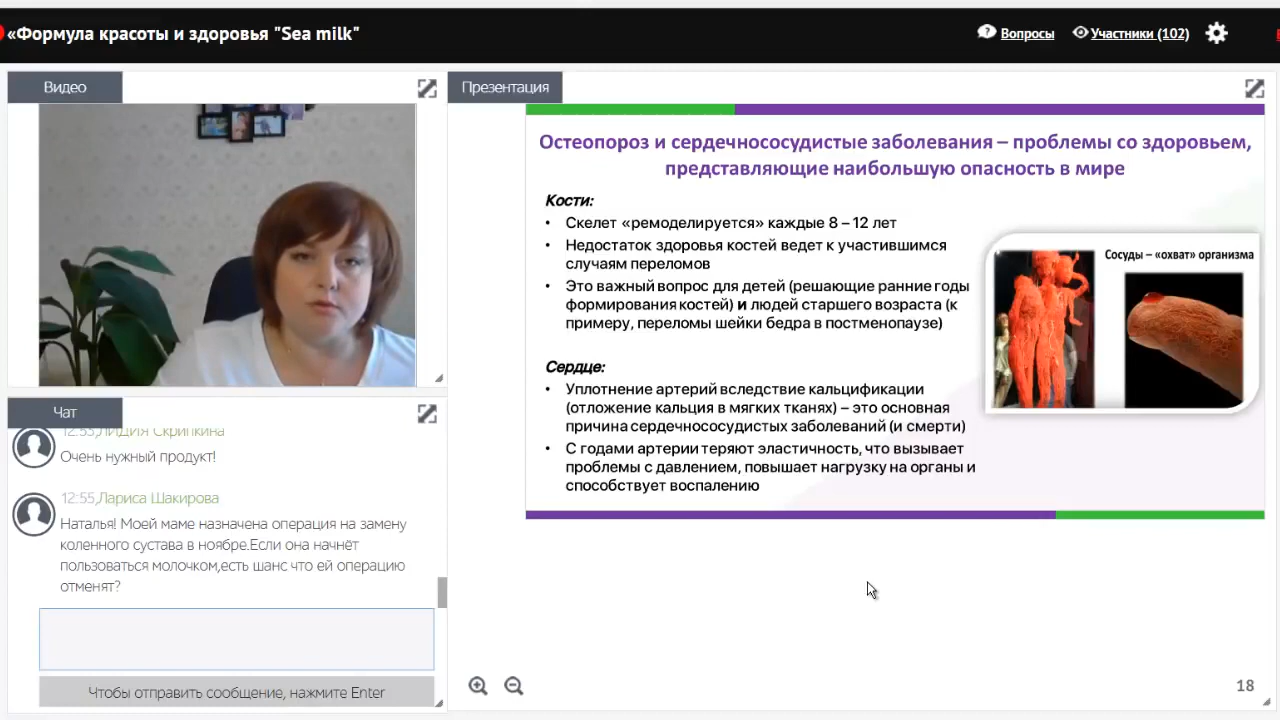 «Формула красоты и здоровья "Sea milk"
Вопросы
Участники (102)
Видео
Презентация
Остеопороз и сердечнососудистые заболевания – проблемы со здоровьем,
представляющие наибольшую опасность в мире
Кости:
• Скелет «ремоделируется» каждые 8 – 12 лет
• Недостаток здоровья костей ведет к участившимся
случаям переломов
• Это важный вопрос для детей (решающие ранние годы
формирования костей) и людей старшего возраста (к
примеру, переломы шейки бедра в постменопаузе)
Сердце:
• Уплотнение артерий вследствие кальцификации
(отложение кальция в мягких тканях) – это основная
причина сердечнососудистых заболеваний (и смерти)
• С годами артерии теряют эластичность, что вызывает
проблемы с давлением, повышает нагрузку на органы и
способствует воспалению
Сосуды – «охват» организма
Чат
12:53,Лидия Скрипкина
Очень нужный продукт!
12:55,Лариса Шакирова
Наталья! Моей маме назначена операция на замену
коленного сустава в ноябре.Если она начнёт
пользоваться молочком,есть шанс что ей операцию
отменят?
Чтобы отправить сообщение, нажмите Enter
18